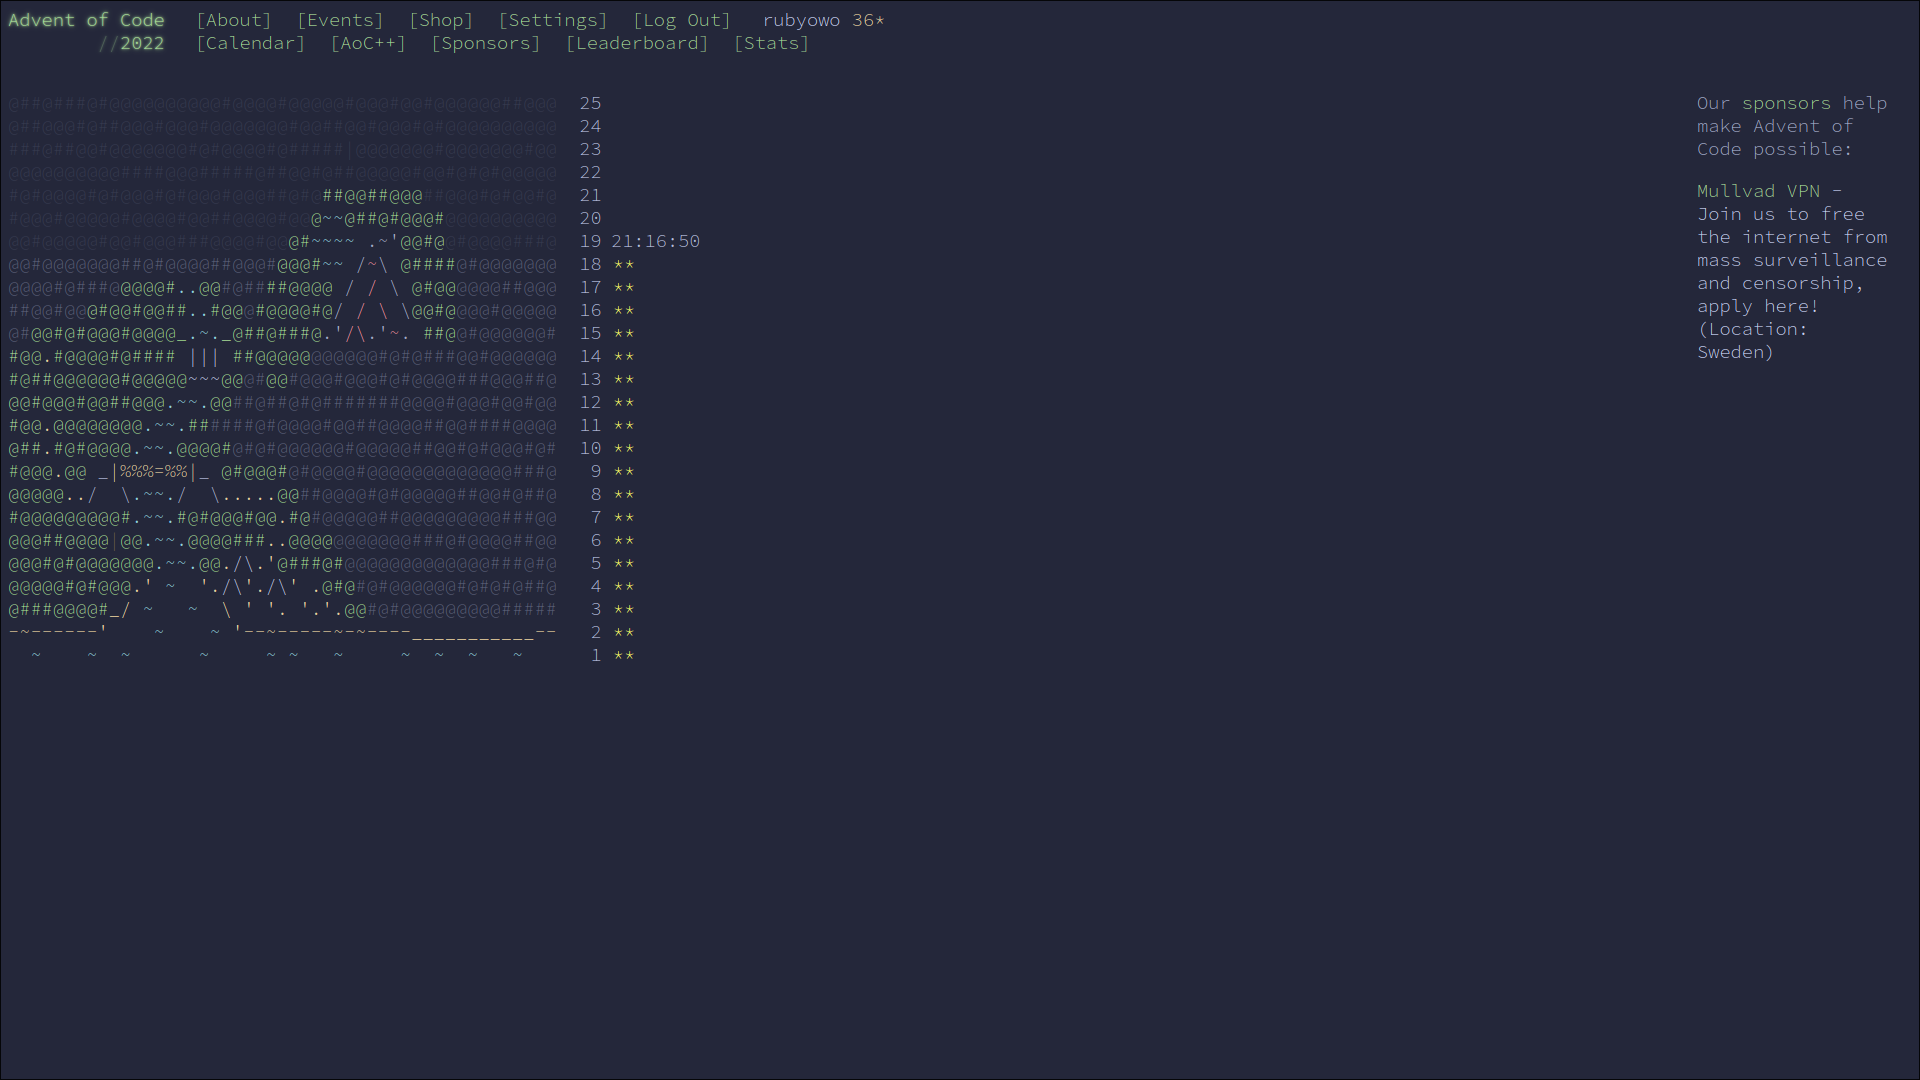 Advent of Code [About] [Events] [Shop] [Settings] [Log Out] rubyowo 36*
//2022 [Calendar] [AoC++] [Sponsors] [Leaderboard] [Stats]
25
24
23
22
21
20
19 21:16:50
18 **
17 **
16 **
15 **
14 **
13 **
12 **
11 **
10 **
9 **
8 **
7 **
6 **
5 **
4 **
3 **
2 **
1 **
Our sponsors help
make Advent of
Code possible:
Mullvad VPN -
Join us to free
the internet from
mass surveillance
and censorship,
apply here!
(Location:
Sweden)